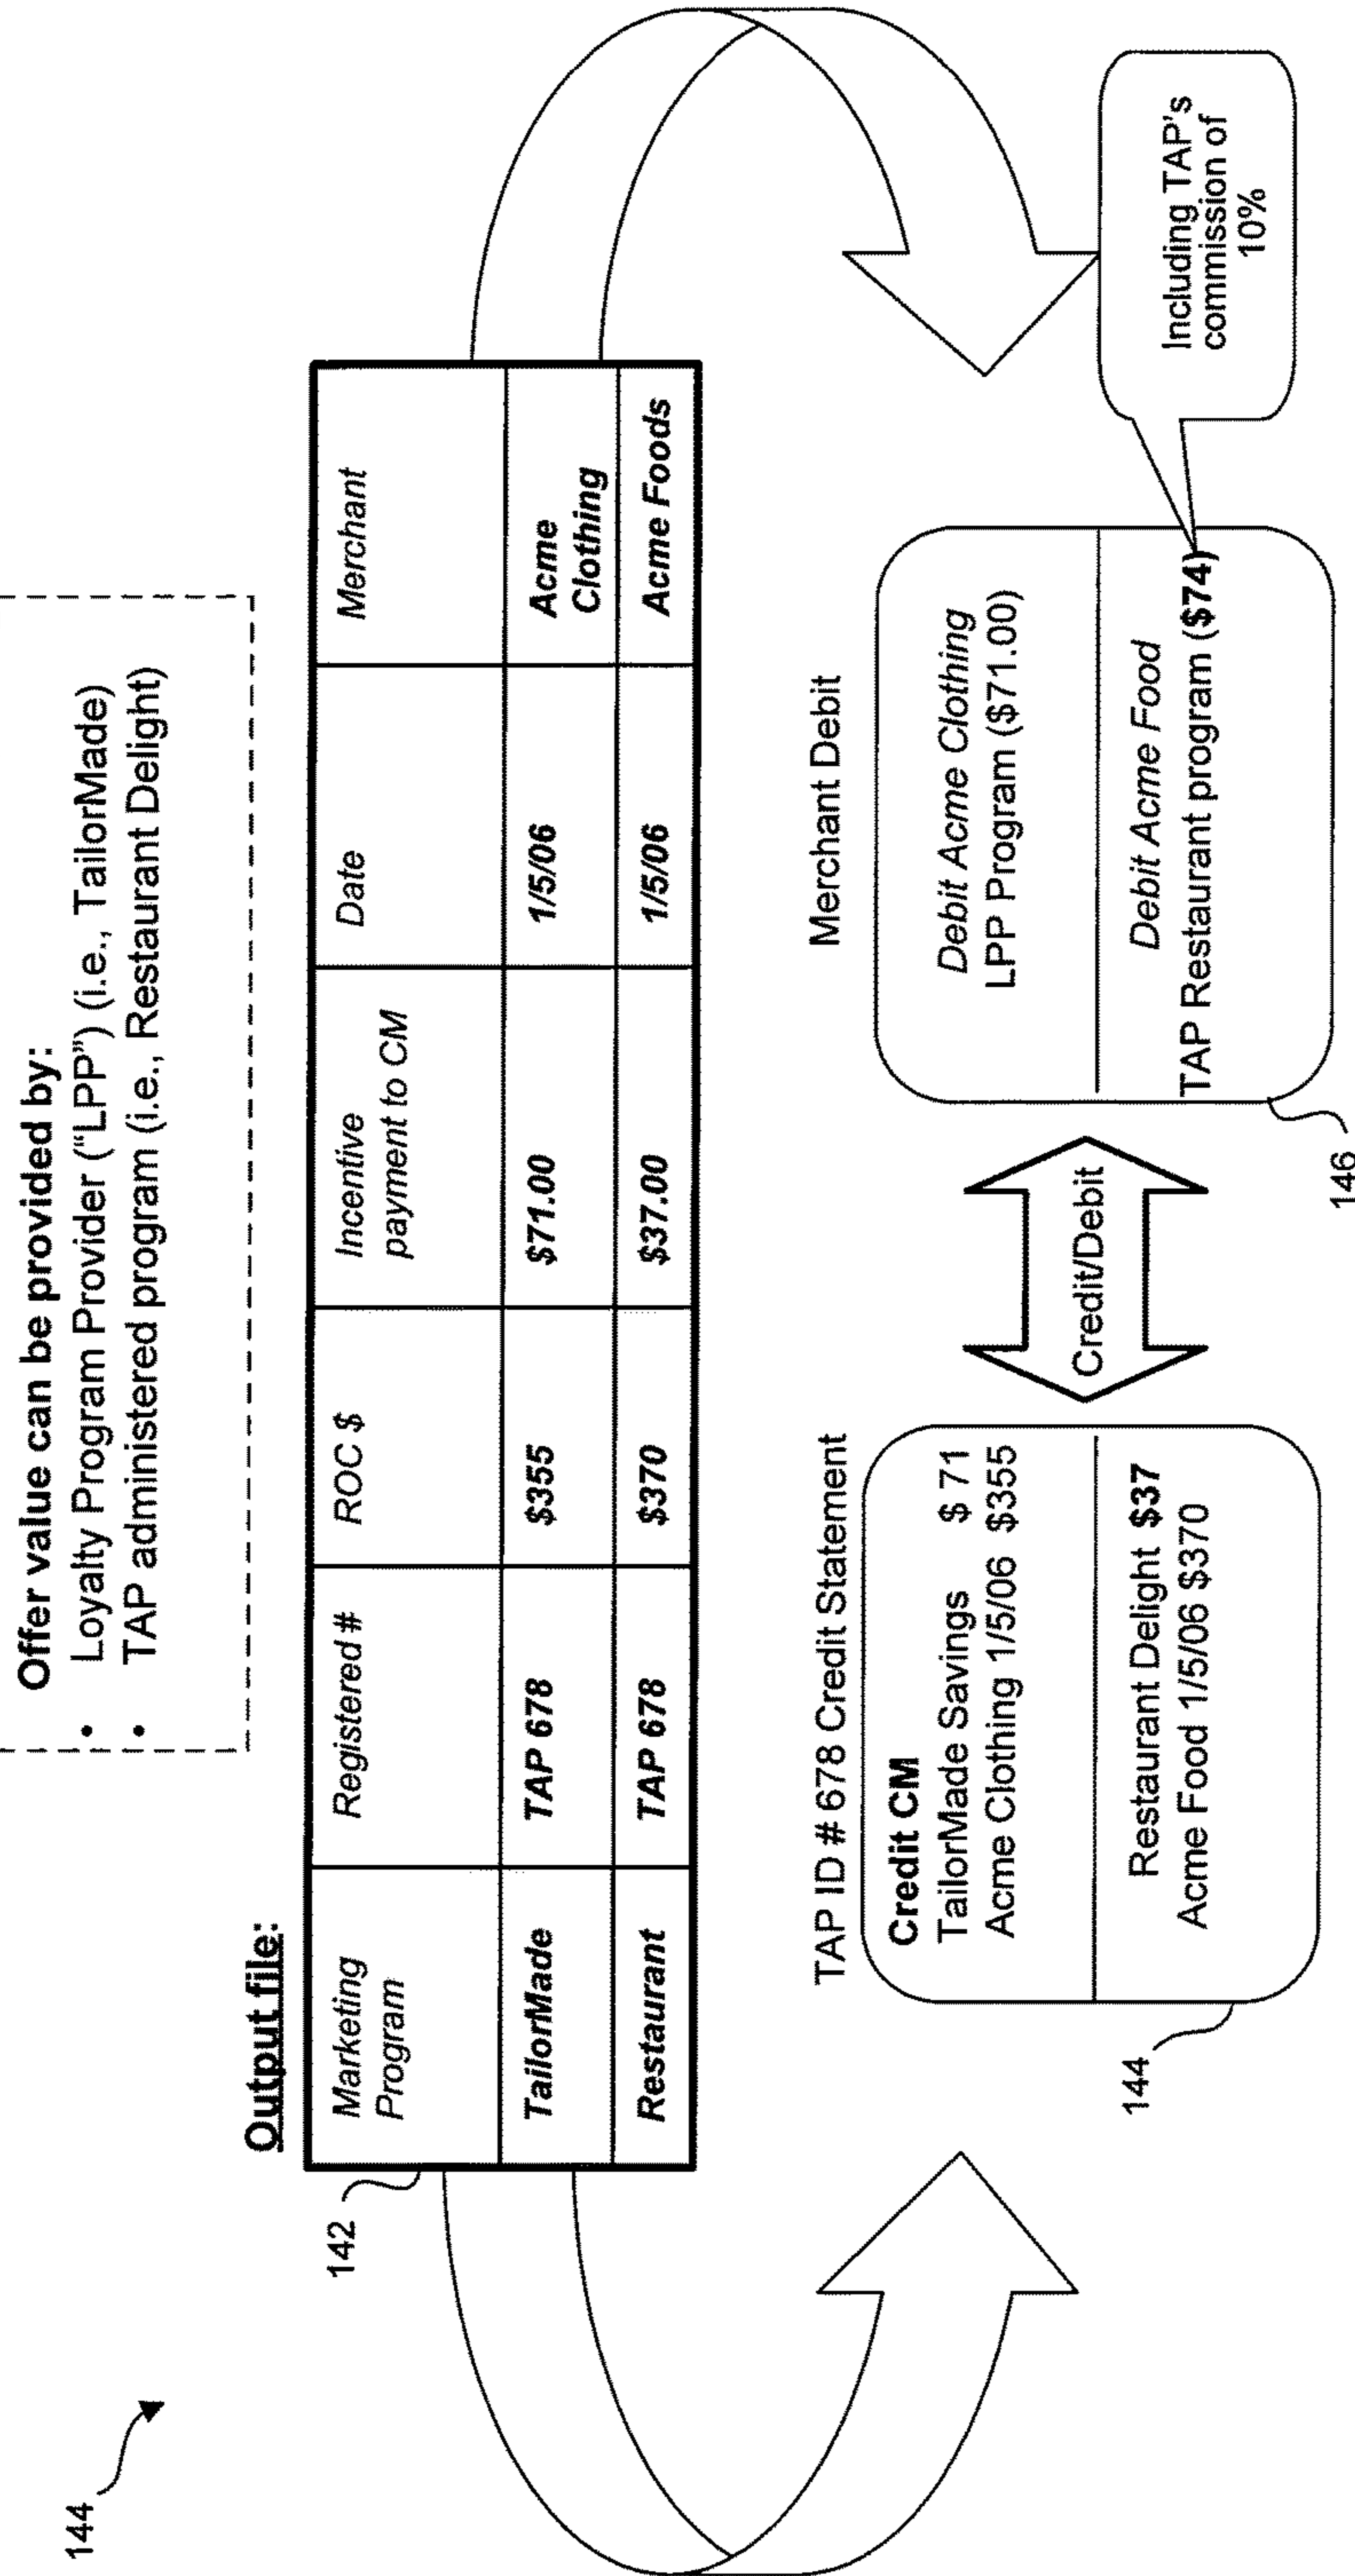 144
Offer value can be provided by:
• Loyalty Program Provider (“LPP”) (i.e., TailorMade)
• TAP administered program (i.e., Restaurant Delight)
Output file:
142
Marketing Program Registered # ROC $ Incentive payment to CM Date Merchant
TailorMade TAP 678 $355 $71.00 1/5/06 Acme Clothing
Restaurant TAP 678 $370 $37.00 1/5/06 Acme Foods
TAP ID # 678 Credit Statement
Credit CM
TailorMade Savings $ 71
Acme Clothing 1/5/06 $355
Restaurant Delight $37
Acme Food 1/5/06 $370
144
Credit/Debit
Merchant Debit
Debit Acme Clothing
LPP Program ($71.00)
Debit Acme Food
TAP Restaurant program ($74)
146
Including TAP's
commission of
10%